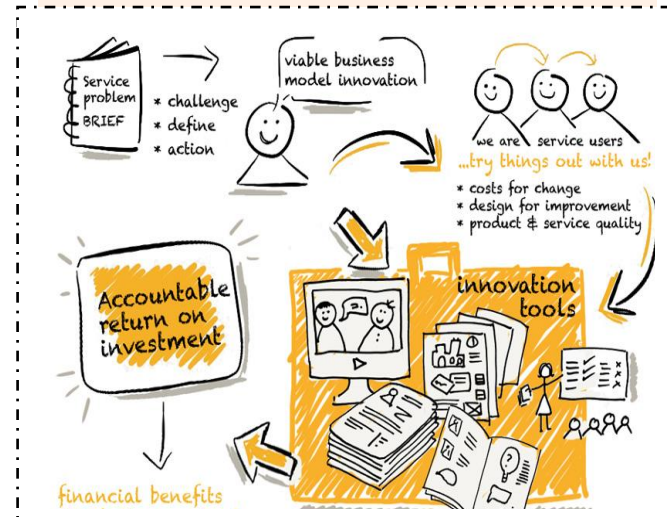 Service
problem
BRIEF
* challenge
* define
* action
viable business
model innovation
we are service users
...try things out with us!
* costs for change
* design for improvement
* product & service quality
innovation
tools
Accountable
return on
investment
financial benefits